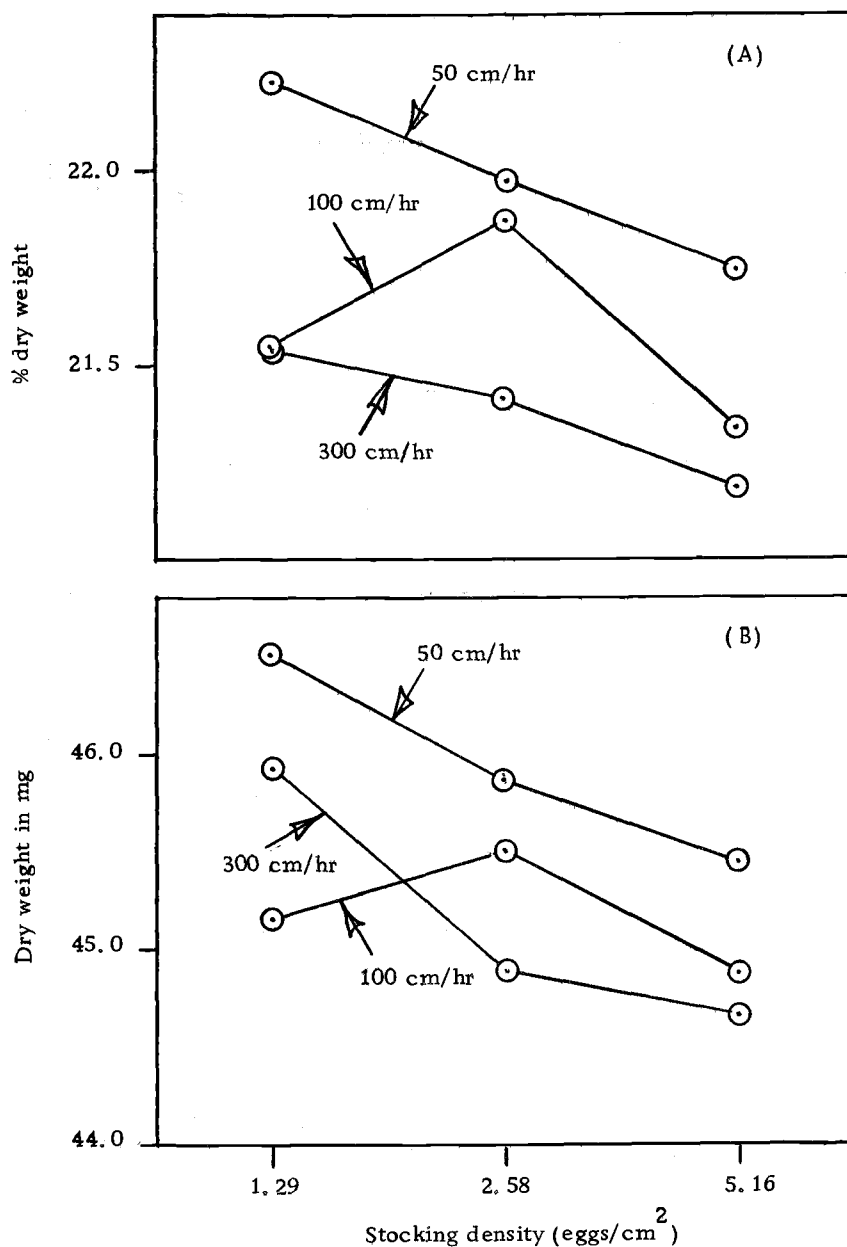 (A)
50 cm/hr
22.0
100 cm/hr
% dry weight
21.5
300 cm/hr
(B)
50 cm/hr
46.0
Dry weight in mg
300 cm/hr
45.0
100 cm/hr
44.0
1.29 2.58 5.16
Stocking density (eggs/cm²)